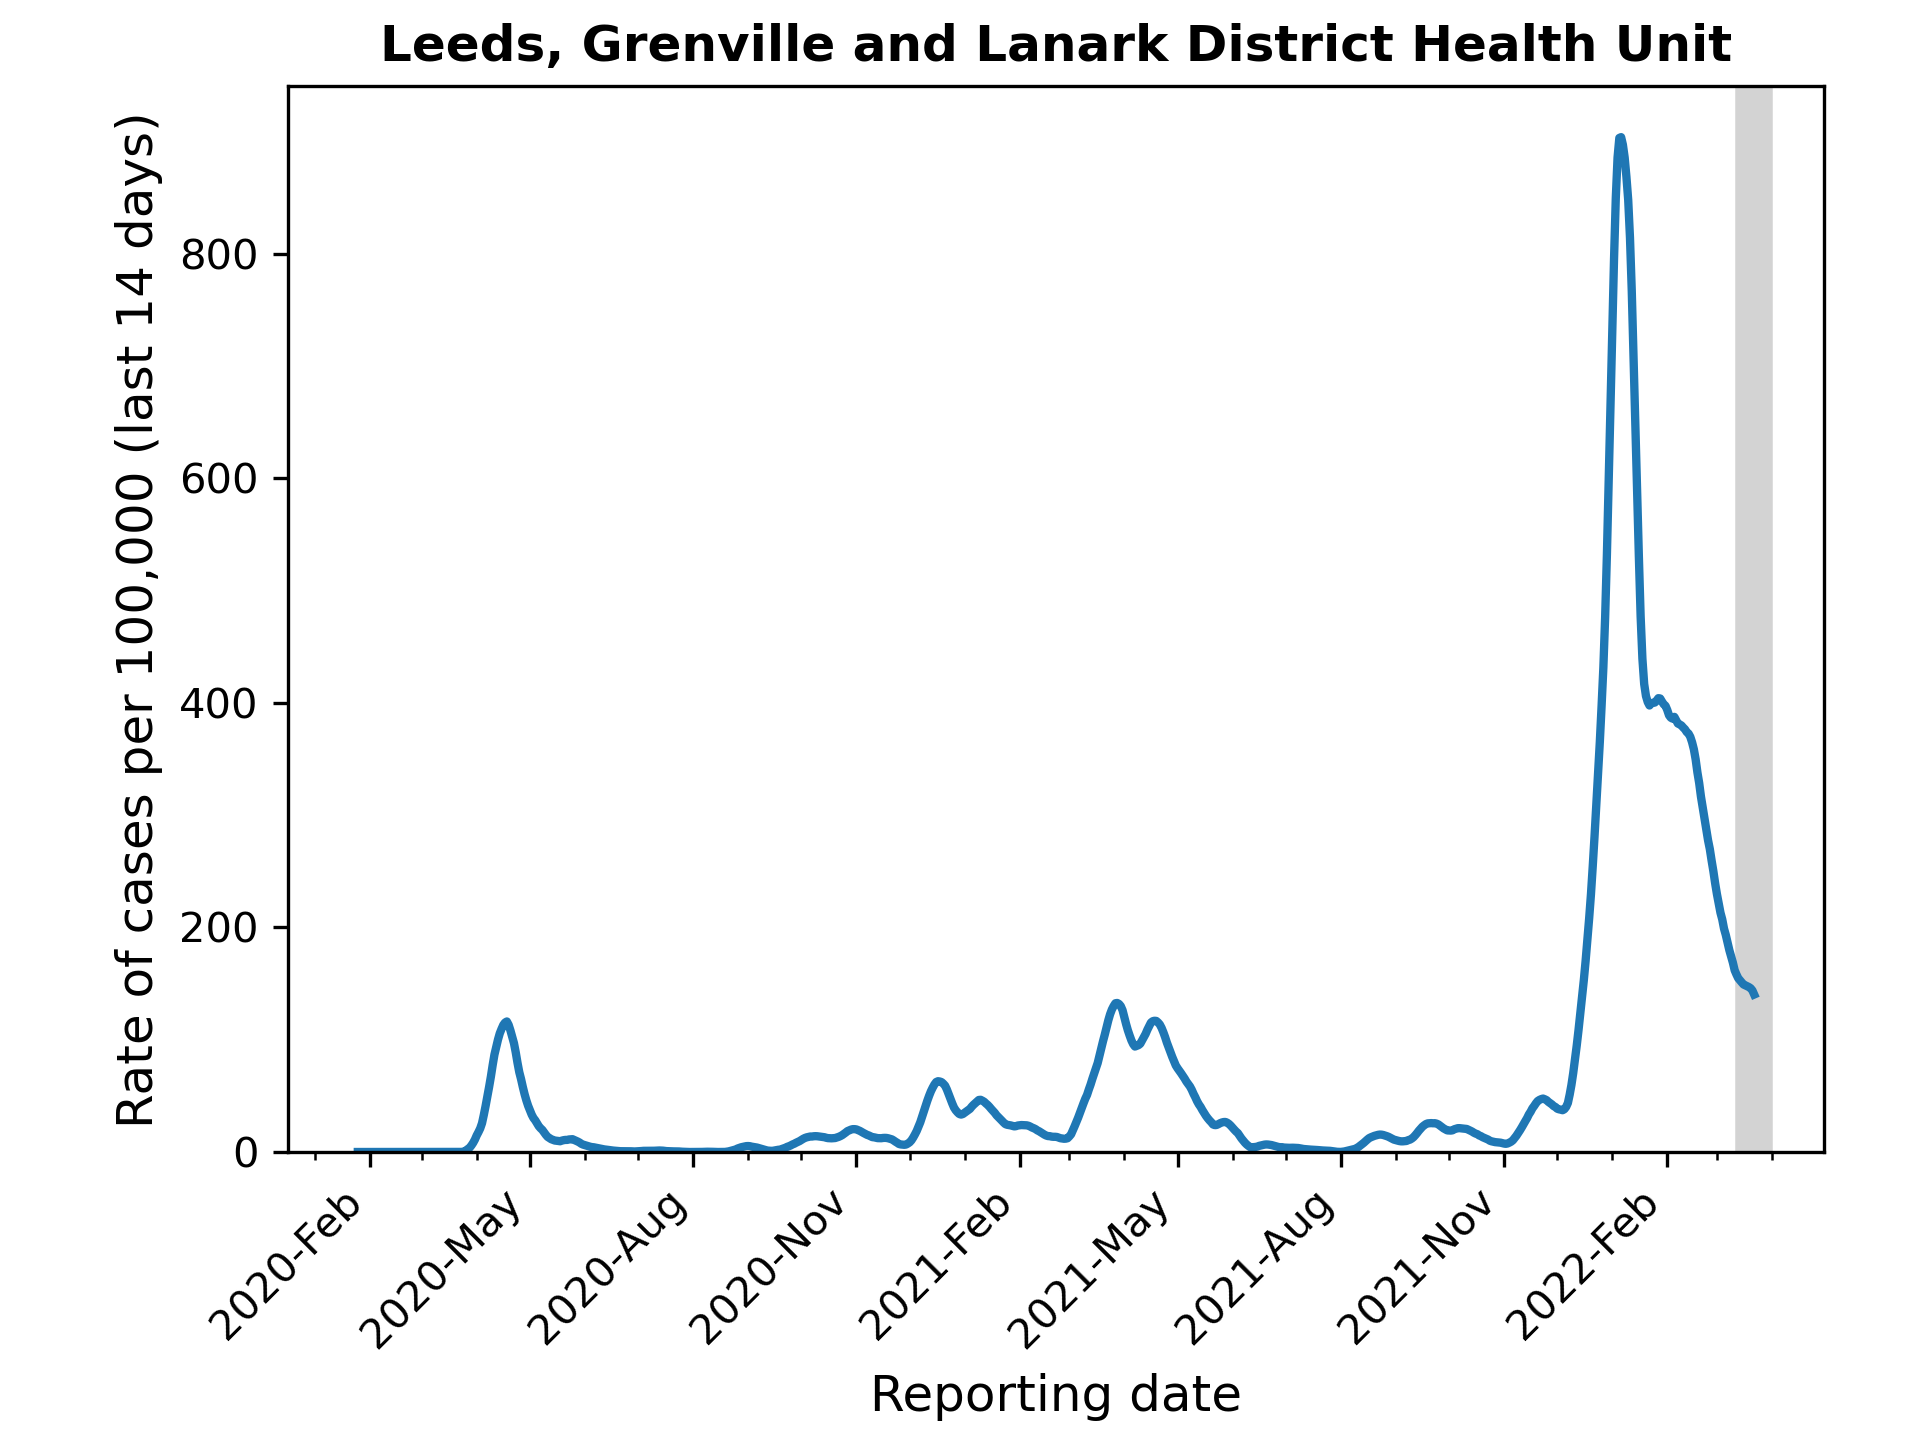 Leeds, Grenville and Lanark District Health Unit
Rate of cases per 100,000 (last 14 days)
800
600
400
200
0
2020-Feb
2020-May
2020-Aug
2020-Nov
2021-Feb
2021-May
2021-Aug
2021-Nov
2022-Feb
Reporting date